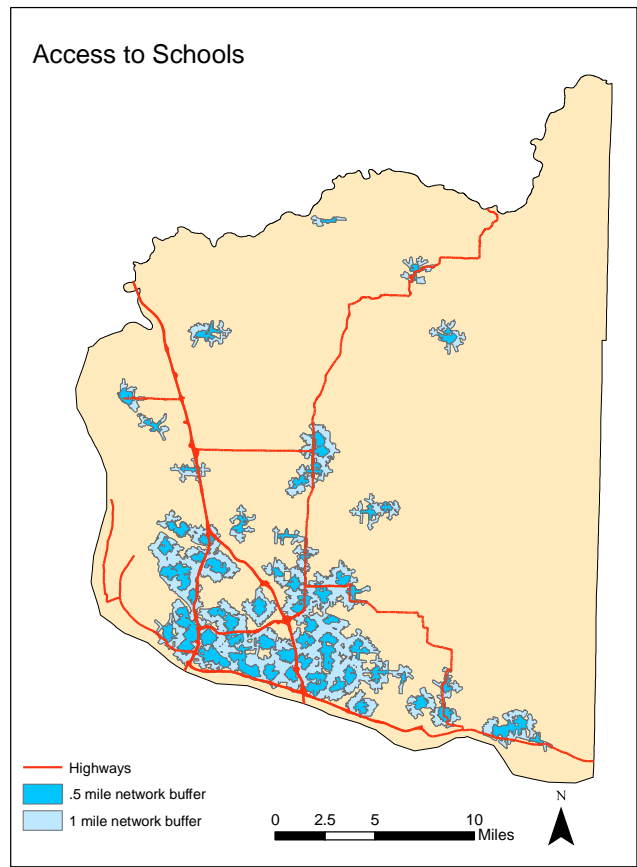 Access to Schools
Highways
.5 mile network buffer
1 mile network buffer
0 2.5 5 10
Miles
N